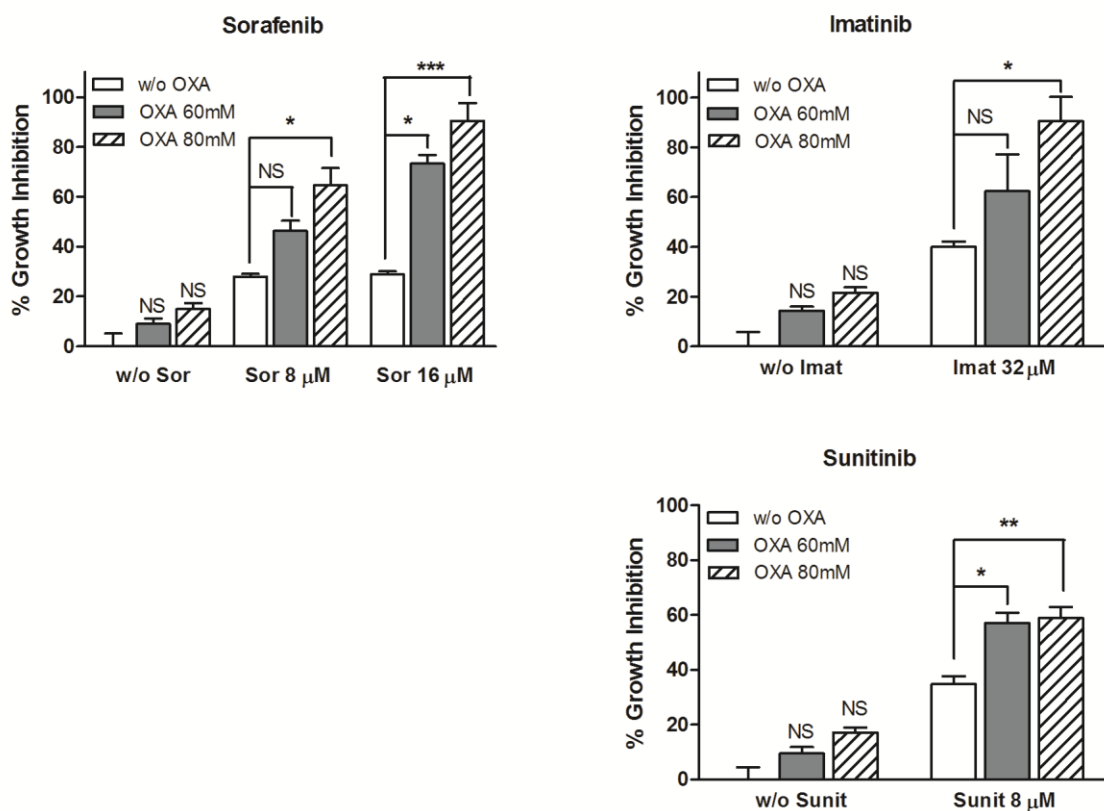 Sorafenib
% Growth Inhibition
100
80
60
40
20
0
w/o OXA
OXA 60mM
OXA 80mM
NS
NS
NS
*
*
***
w/o Sor
Sor 8 μM
Sor 16 μM
Imatinib
% Growth Inhibition
100
80
60
40
20
0
w/o OXA
OXA 60mM
OXA 80mM
NS
NS
NS
*
w/o Imat
Imat 32μM
Sunitinib
% Growth Inhibition
100
80
60
40
20
0
w/o OXA
OXA 60mM
OXA 80mM
NS
NS
*
**
w/o Sunit
Sunit 8 μM